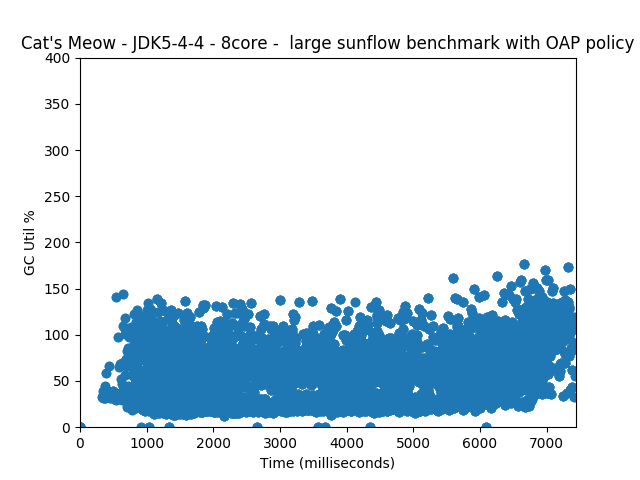 Cat's Meow - JDK5-4-4 - 8core -  large sunflow benchmark with OAP policy
400
350
300
250
200
150
100
50
0
GC Util %
0 1000 2000 3000 4000 5000 6000 7000
Time (milliseconds)